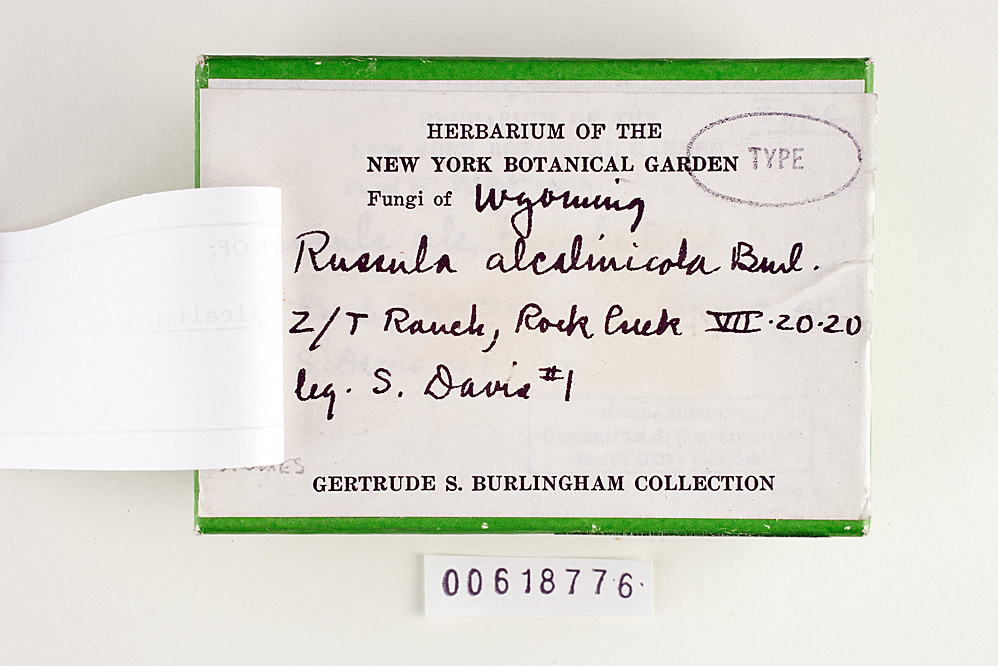 HERBARIUM OF THE
NEW YORK BOTANICAL GARDEN
TYPE
Fungi of Wyoming
Russula alcalinicola Burl.
Z/T Ranch, Rock Creek VII·20·20
leg. S. Davis #1
GERTRUDE S. BURLINGHAM COLLECTION
00618776